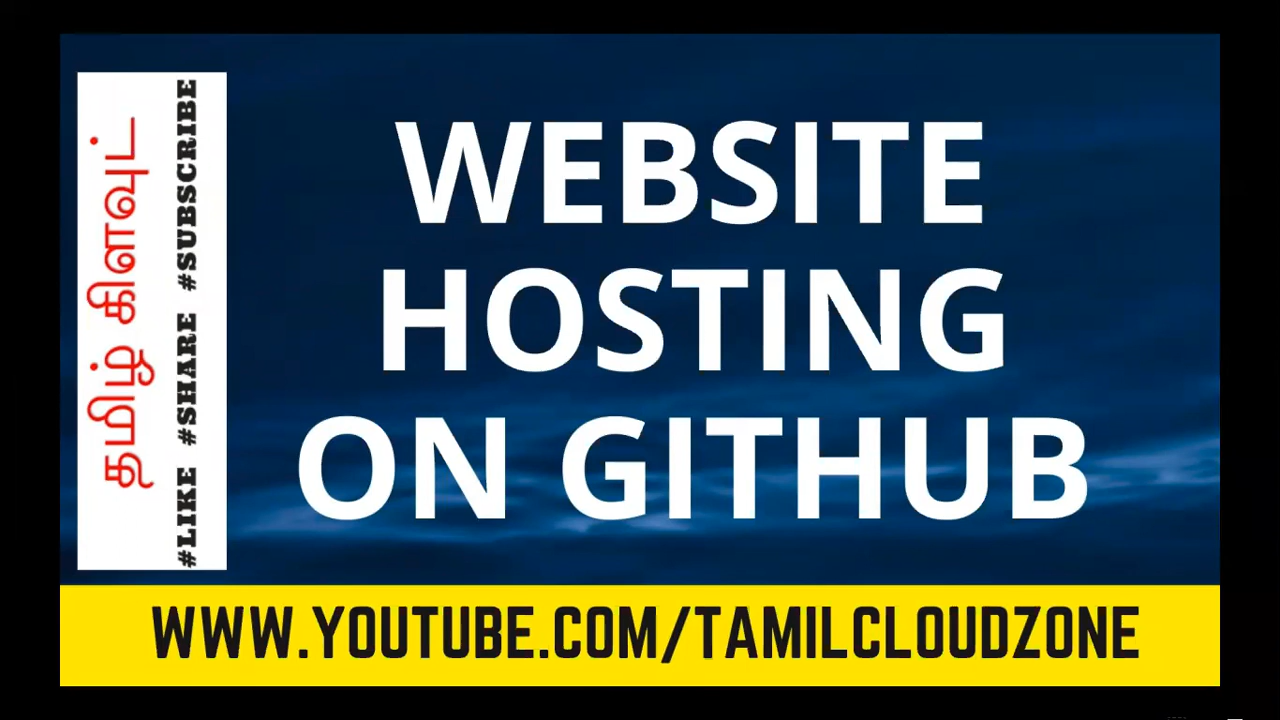 தமிழ் கிளவுட்
#LIKE #SHARE #SUBSCRIBE
WEBSITE
HOSTING
ON GITHUB
WWW.YOUTUBE.COM/TAMILCLOUDZONE